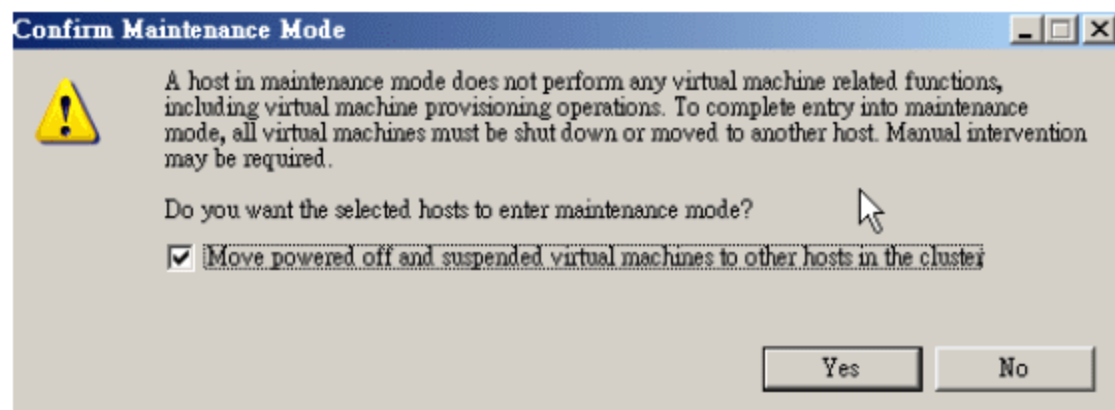 Confirm Maintenance Mode
A host in maintenance mode does not perform any virtual machine related functions,
including virtual machine provisioning operations. To complete entry into maintenance
mode, all virtual machines must be shut down or moved to another host. Manual intervention
may be required.
Do you want the selected hosts to enter maintenance mode?
Move powered off and suspended virtual machines to other hosts in the cluster
Yes
No